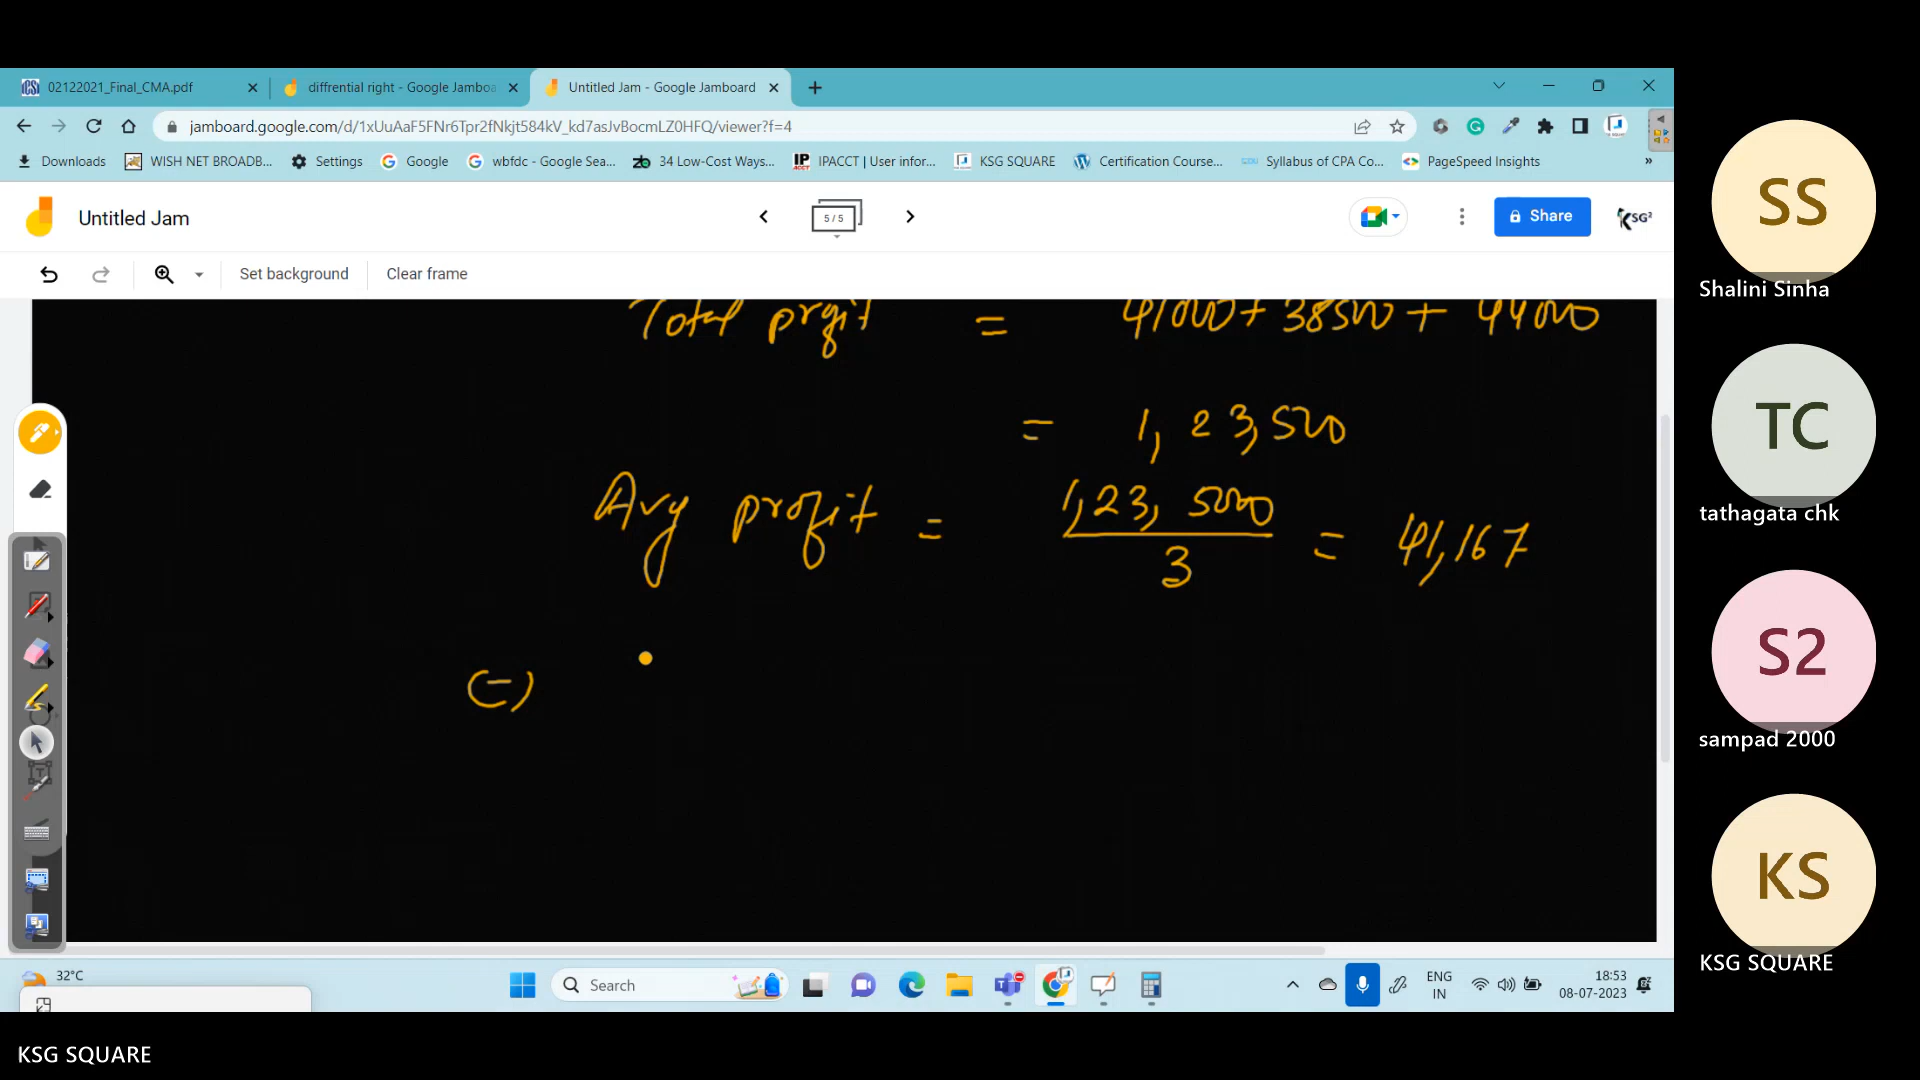 02122021_Final_CMA.pdf
diffrential right - Google Jamboa
Untitled Jam - Google Jamboard
jamboard.google.com/d/1xUuAaF5FNr6Tpr2fNkjt584kV_kd7asJvBocmLZ0HFQ/viewer?f=4
Downloads WISH NET BROADB... Settings Google wbfdc - Google Sea... 34 Low-Cost Ways... IPACCT | User infor... KSG SQUARE Certification Course... Syllabus of CPA Co... PageSpeed Insights »
Untitled Jam
5 / 5
Share
KSG²
Set background Clear frame
Total profit = 41000 + 38500 + 44000
= 1, 23,500
Avg profit = 1,23, 500 / 3 = 41,167
(-)
SS
Shalini Sinha
TC
tathagata chk
S2
sampad 2000
KS
KSG SQUARE
32°C
Search
ENG
IN
18:53
08-07-2023
KSG SQUARE